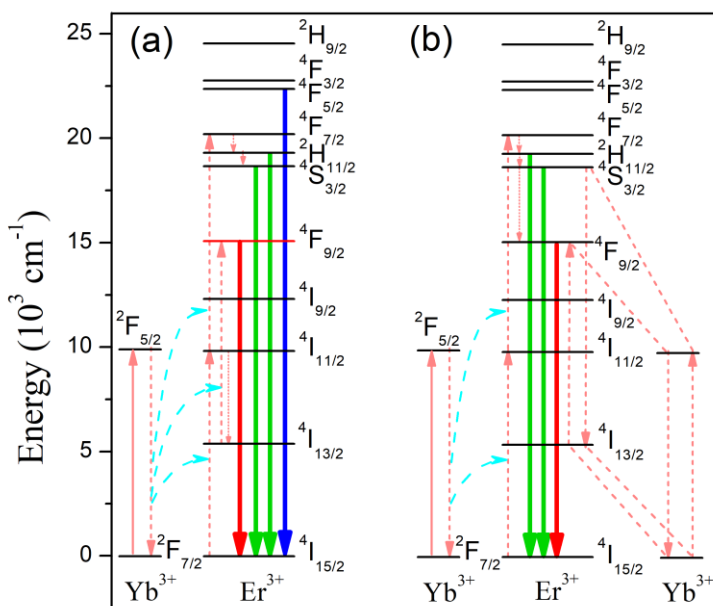 Energy (10³ cm⁻¹)
25
20
15
10
5
0
(a)
²H₉/₂
⁴F₃/₂
⁴F₅/₂
⁴F₇/₂
²H₁₁/₂
⁴S₃/₂
⁴F₉/₂
⁴I₉/₂
⁴I₁₁/₂
⁴I₁₃/₂
⁴I₁₅/₂
²F₅/₂
²F₇/₂
Yb³⁺
Er³⁺
(b)
²H₉/₂
⁴F₃/₂
⁴F₅/₂
⁴F₇/₂
²H₁₁/₂
⁴S₃/₂
⁴F₉/₂
⁴I₉/₂
⁴I₁₁/₂
⁴I₁₃/₂
⁴I₁₅/₂
²F₅/₂
²F₇/₂
Yb³⁺
Er³⁺
Yb³⁺